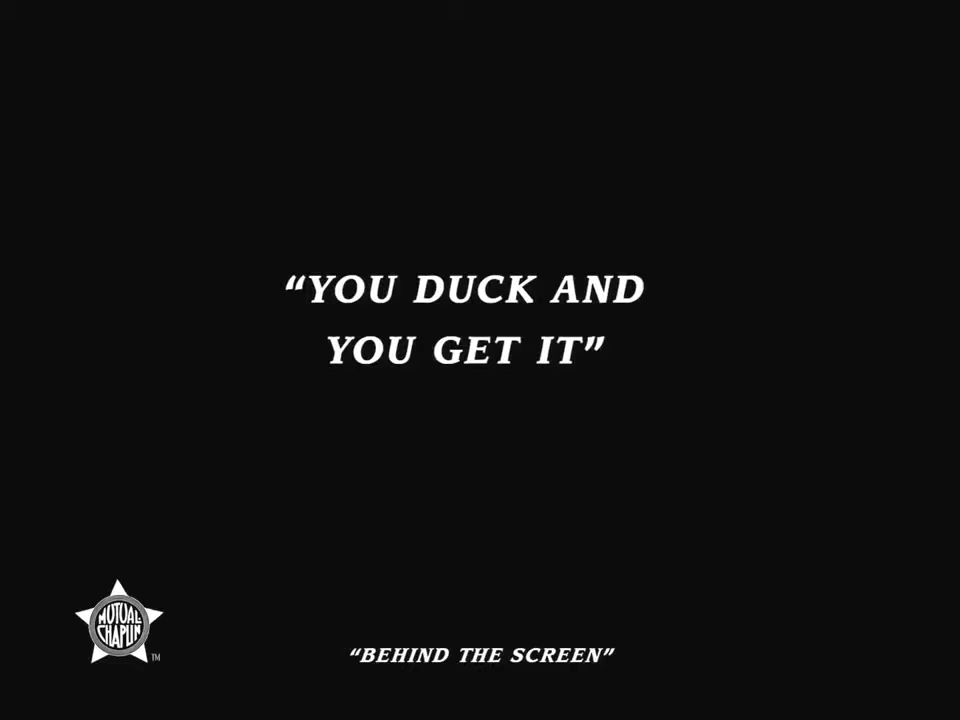 “YOU DUCK AND
YOU GET IT”
MUTUAL
CHAPLIN
TM
“BEHIND THE SCREEN”